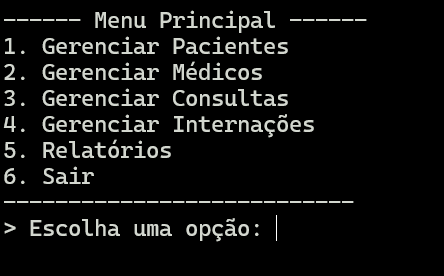 ------ Menu Principal ------
1. Gerenciar Pacientes
2. Gerenciar Médicos
3. Gerenciar Consultas
4. Gerenciar Internações
5. Relatórios
6. Sair
---------------------------
> Escolha uma opção: